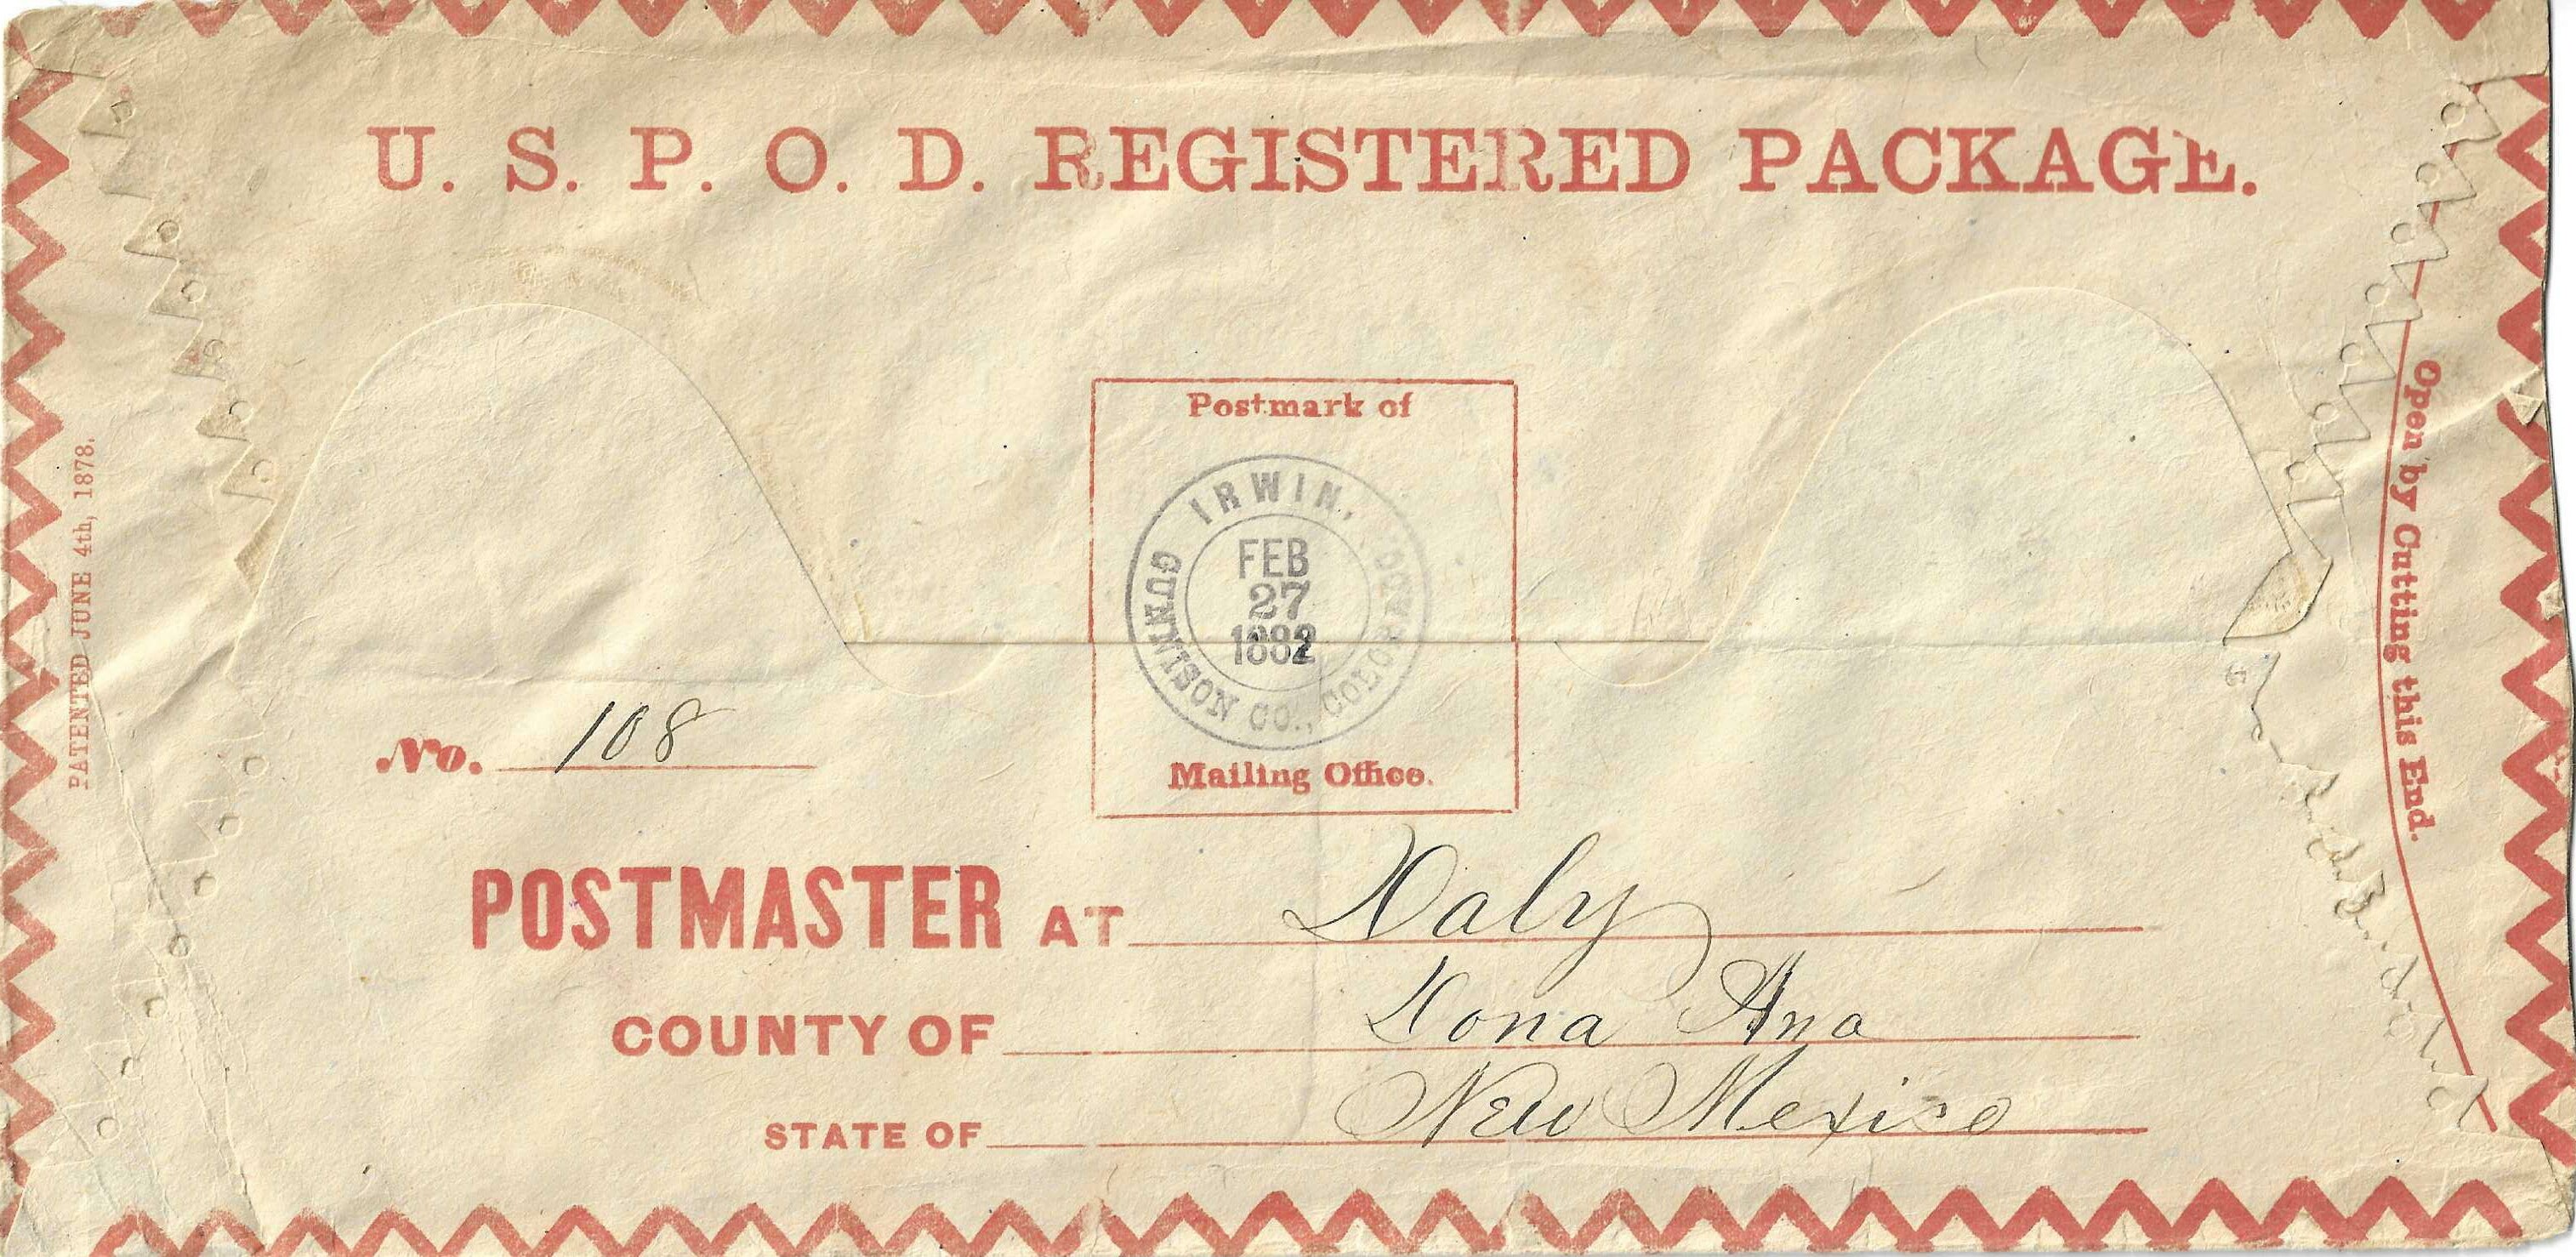 U. S. P. O. D. REGISTERED PACKAGE.
PATENTED JUNE 4th, 1878.
Postmark of
IRWIN,
GUNNISON CO., COLORADO.
FEB
27
1882
Mailing Office.
Open by Cutting this End.
No. 108
POSTMASTER AT Daly
COUNTY OF Dona Ana
STATE OF New Mexico